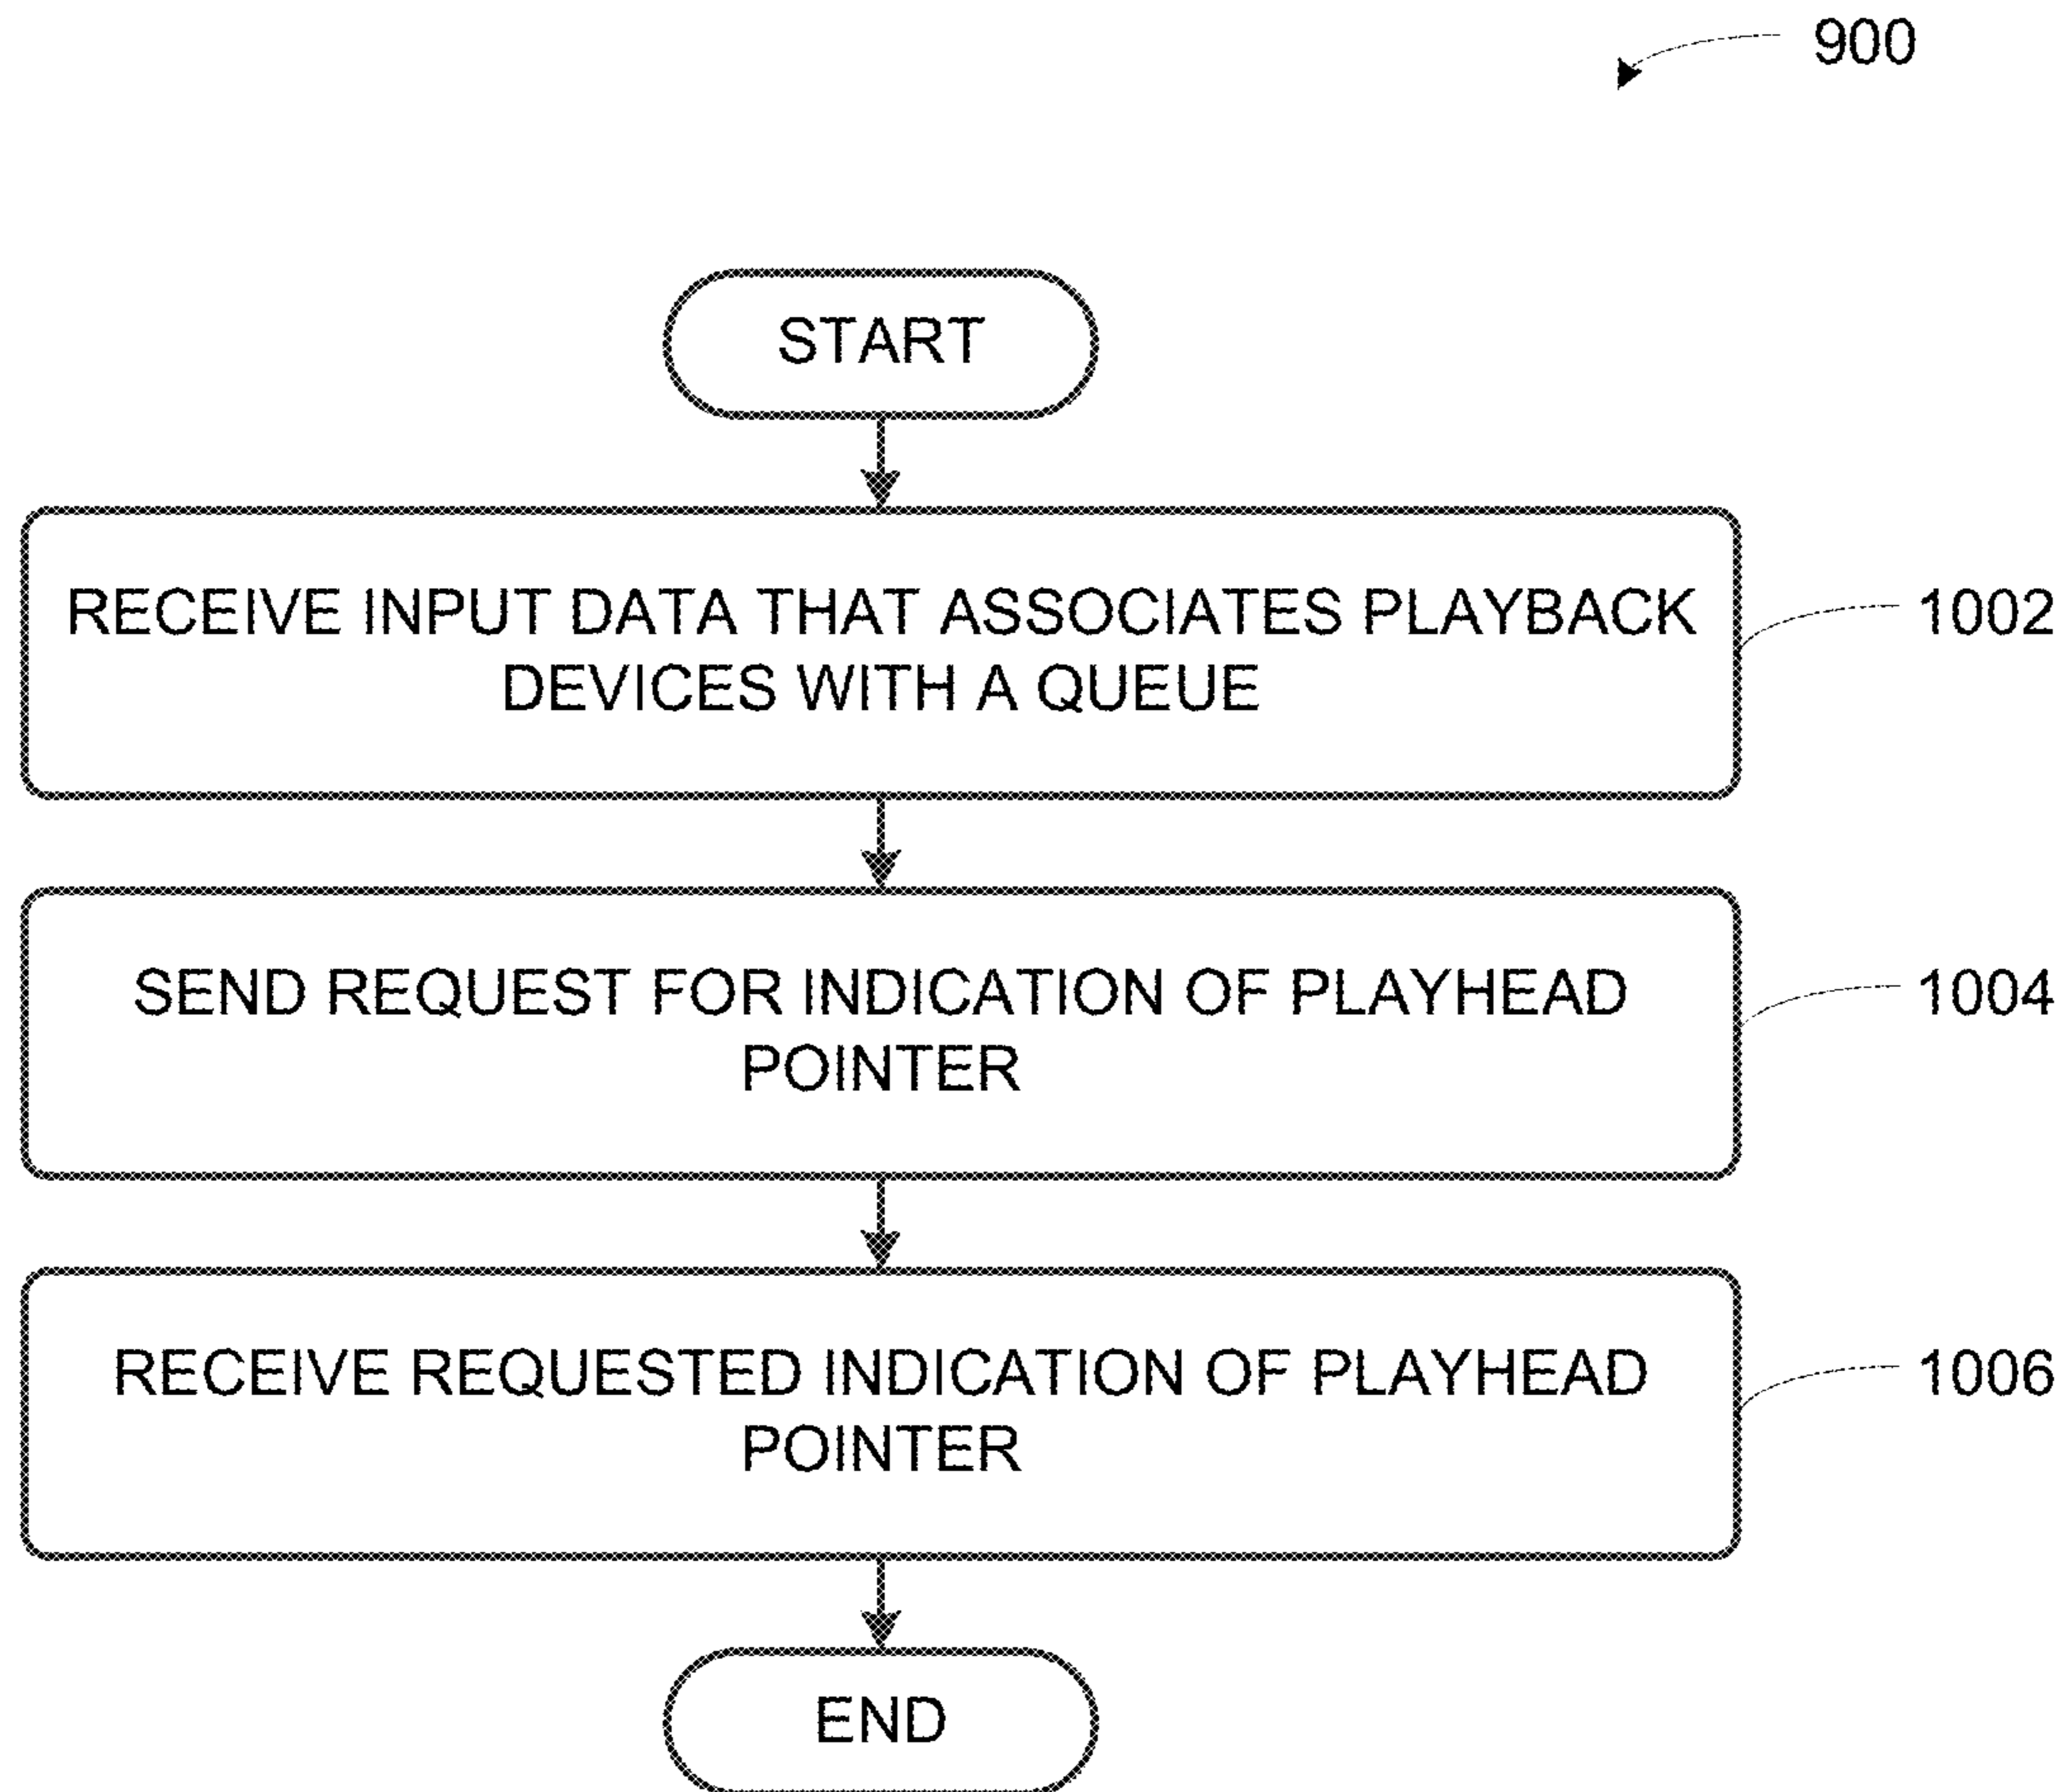 900
START
RECEIVE INPUT DATA THAT ASSOCIATES PLAYBACK
DEVICES WITH A QUEUE
1002
SEND REQUEST FOR INDICATION OF PLAYHEAD
POINTER
1004
RECEIVE REQUESTED INDICATION OF PLAYHEAD
POINTER
1006
END